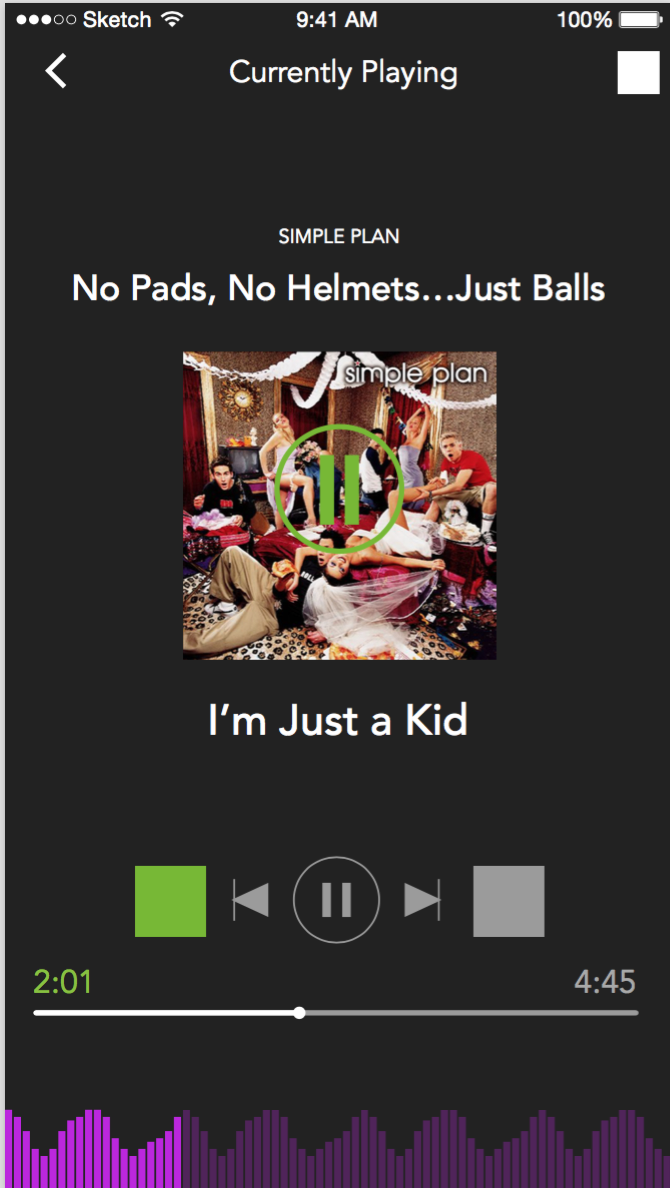 Sketch 9:41 AM 100%
Currently Playing
SIMPLE PLAN
No Pads, No Helmets...Just Balls
simple plan
I’m Just a Kid
2:01 4:45